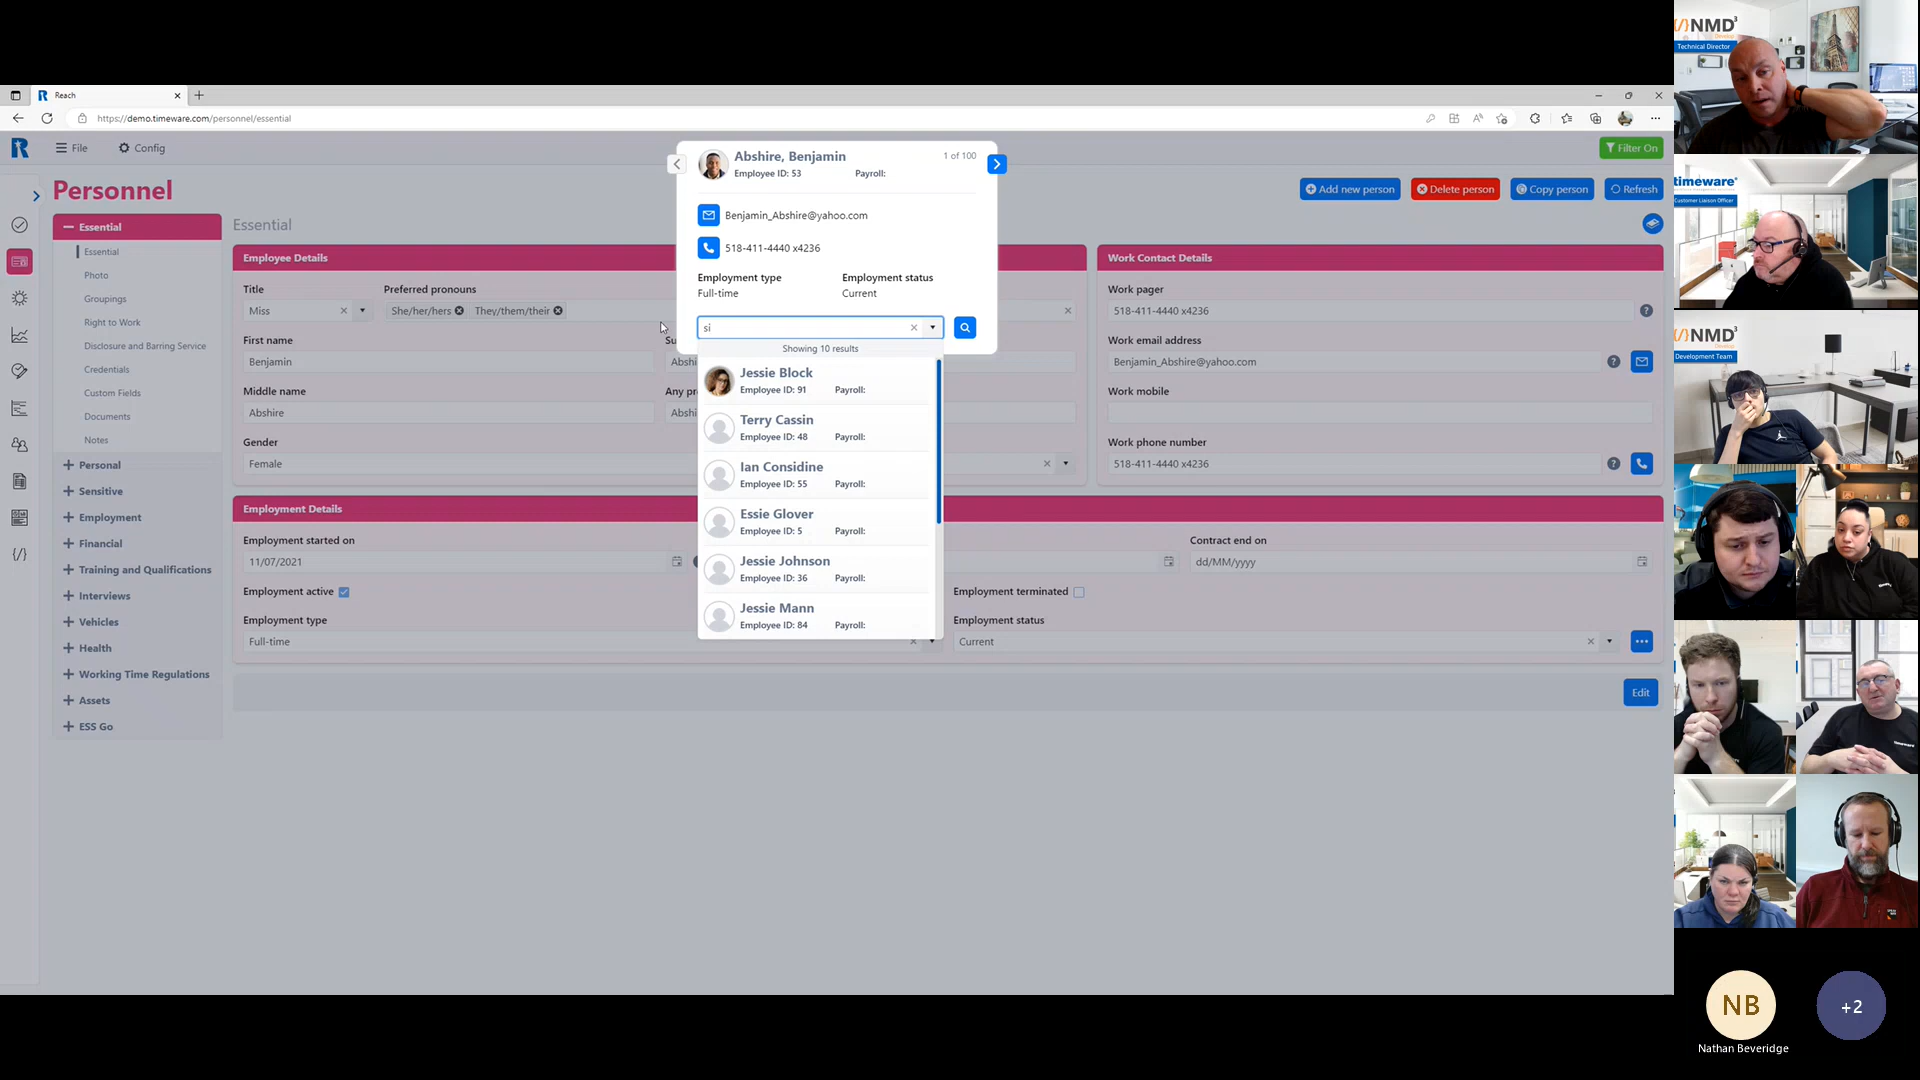 Reach
https://demo.timeware.com/personnel/essential
File
Config
Filter On
Personnel
Add new person
Delete person
Copy person
Refresh
Essential
Essential
Photo
Groupings
Right to Work
Disclosure and Barring Service
Credentials
Custom Fields
Documents
Notes
Personal
Sensitive
Employment
Financial
Training and Qualifications
Interviews
Vehicles
Health
Working Time Regulations
Assets
ESS Go
Essential
Employee Details
Title
Preferred pronouns
Miss
She/her/hers
They/them/their
First name
Su
Benjamin
Abshi
Middle name
Any pr
Abshire
Abshi
Gender
Female
Work Contact Details
Work pager
518-411-4440 x4236
Work email address
Benjamin_Abshire@yahoo.com
Work mobile
Work phone number
518-411-4440 x4236
Employment Details
Employment started on
Contract end on
11/07/2021
dd/MM/yyyy
Employment active
Employment terminated
Employment type
Employment status
Full-time
Current
Edit
Abshire, Benjamin
1 of 100
Employee ID: 53
Payroll:
Benjamin_Abshire@yahoo.com
518-411-4440 x4236
Employment type
Employment status
Full-time
Current
si
Showing 10 results
Jessie Block
Employee ID: 91
Payroll:
Terry Cassin
Employee ID: 48
Payroll:
Ian Considine
Employee ID: 55
Payroll:
Essie Glover
Employee ID: 5
Payroll:
Jessie Johnson
Employee ID: 36
Payroll:
Jessie Mann
Employee ID: 84
Payroll:
NMD³
Develop
Technical Director
timeware®
Customer Liaison Officer
NMD³
Develop
Development Team
NB
+2
Nathan Beveridge